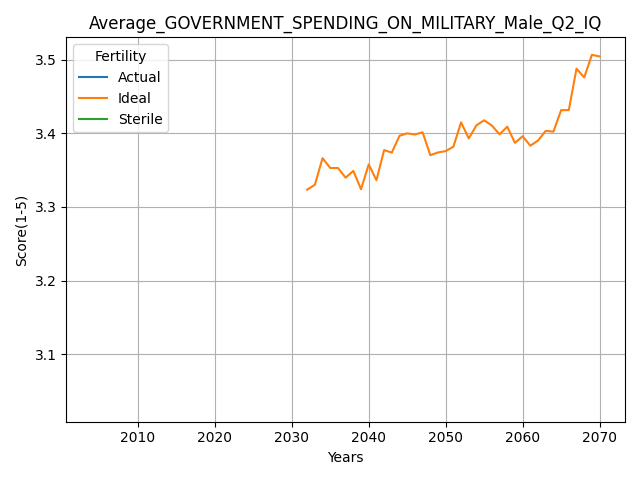 Average_GOVERNMENT_SPENDING_ON_MILITARY_Male_Q2_IQ
Fertility
Actual
Ideal
Sterile
Score(1-5)
3.5
3.4
3.3
3.2
3.1
2010 2020 2030 2040 2050 2060 2070
Years